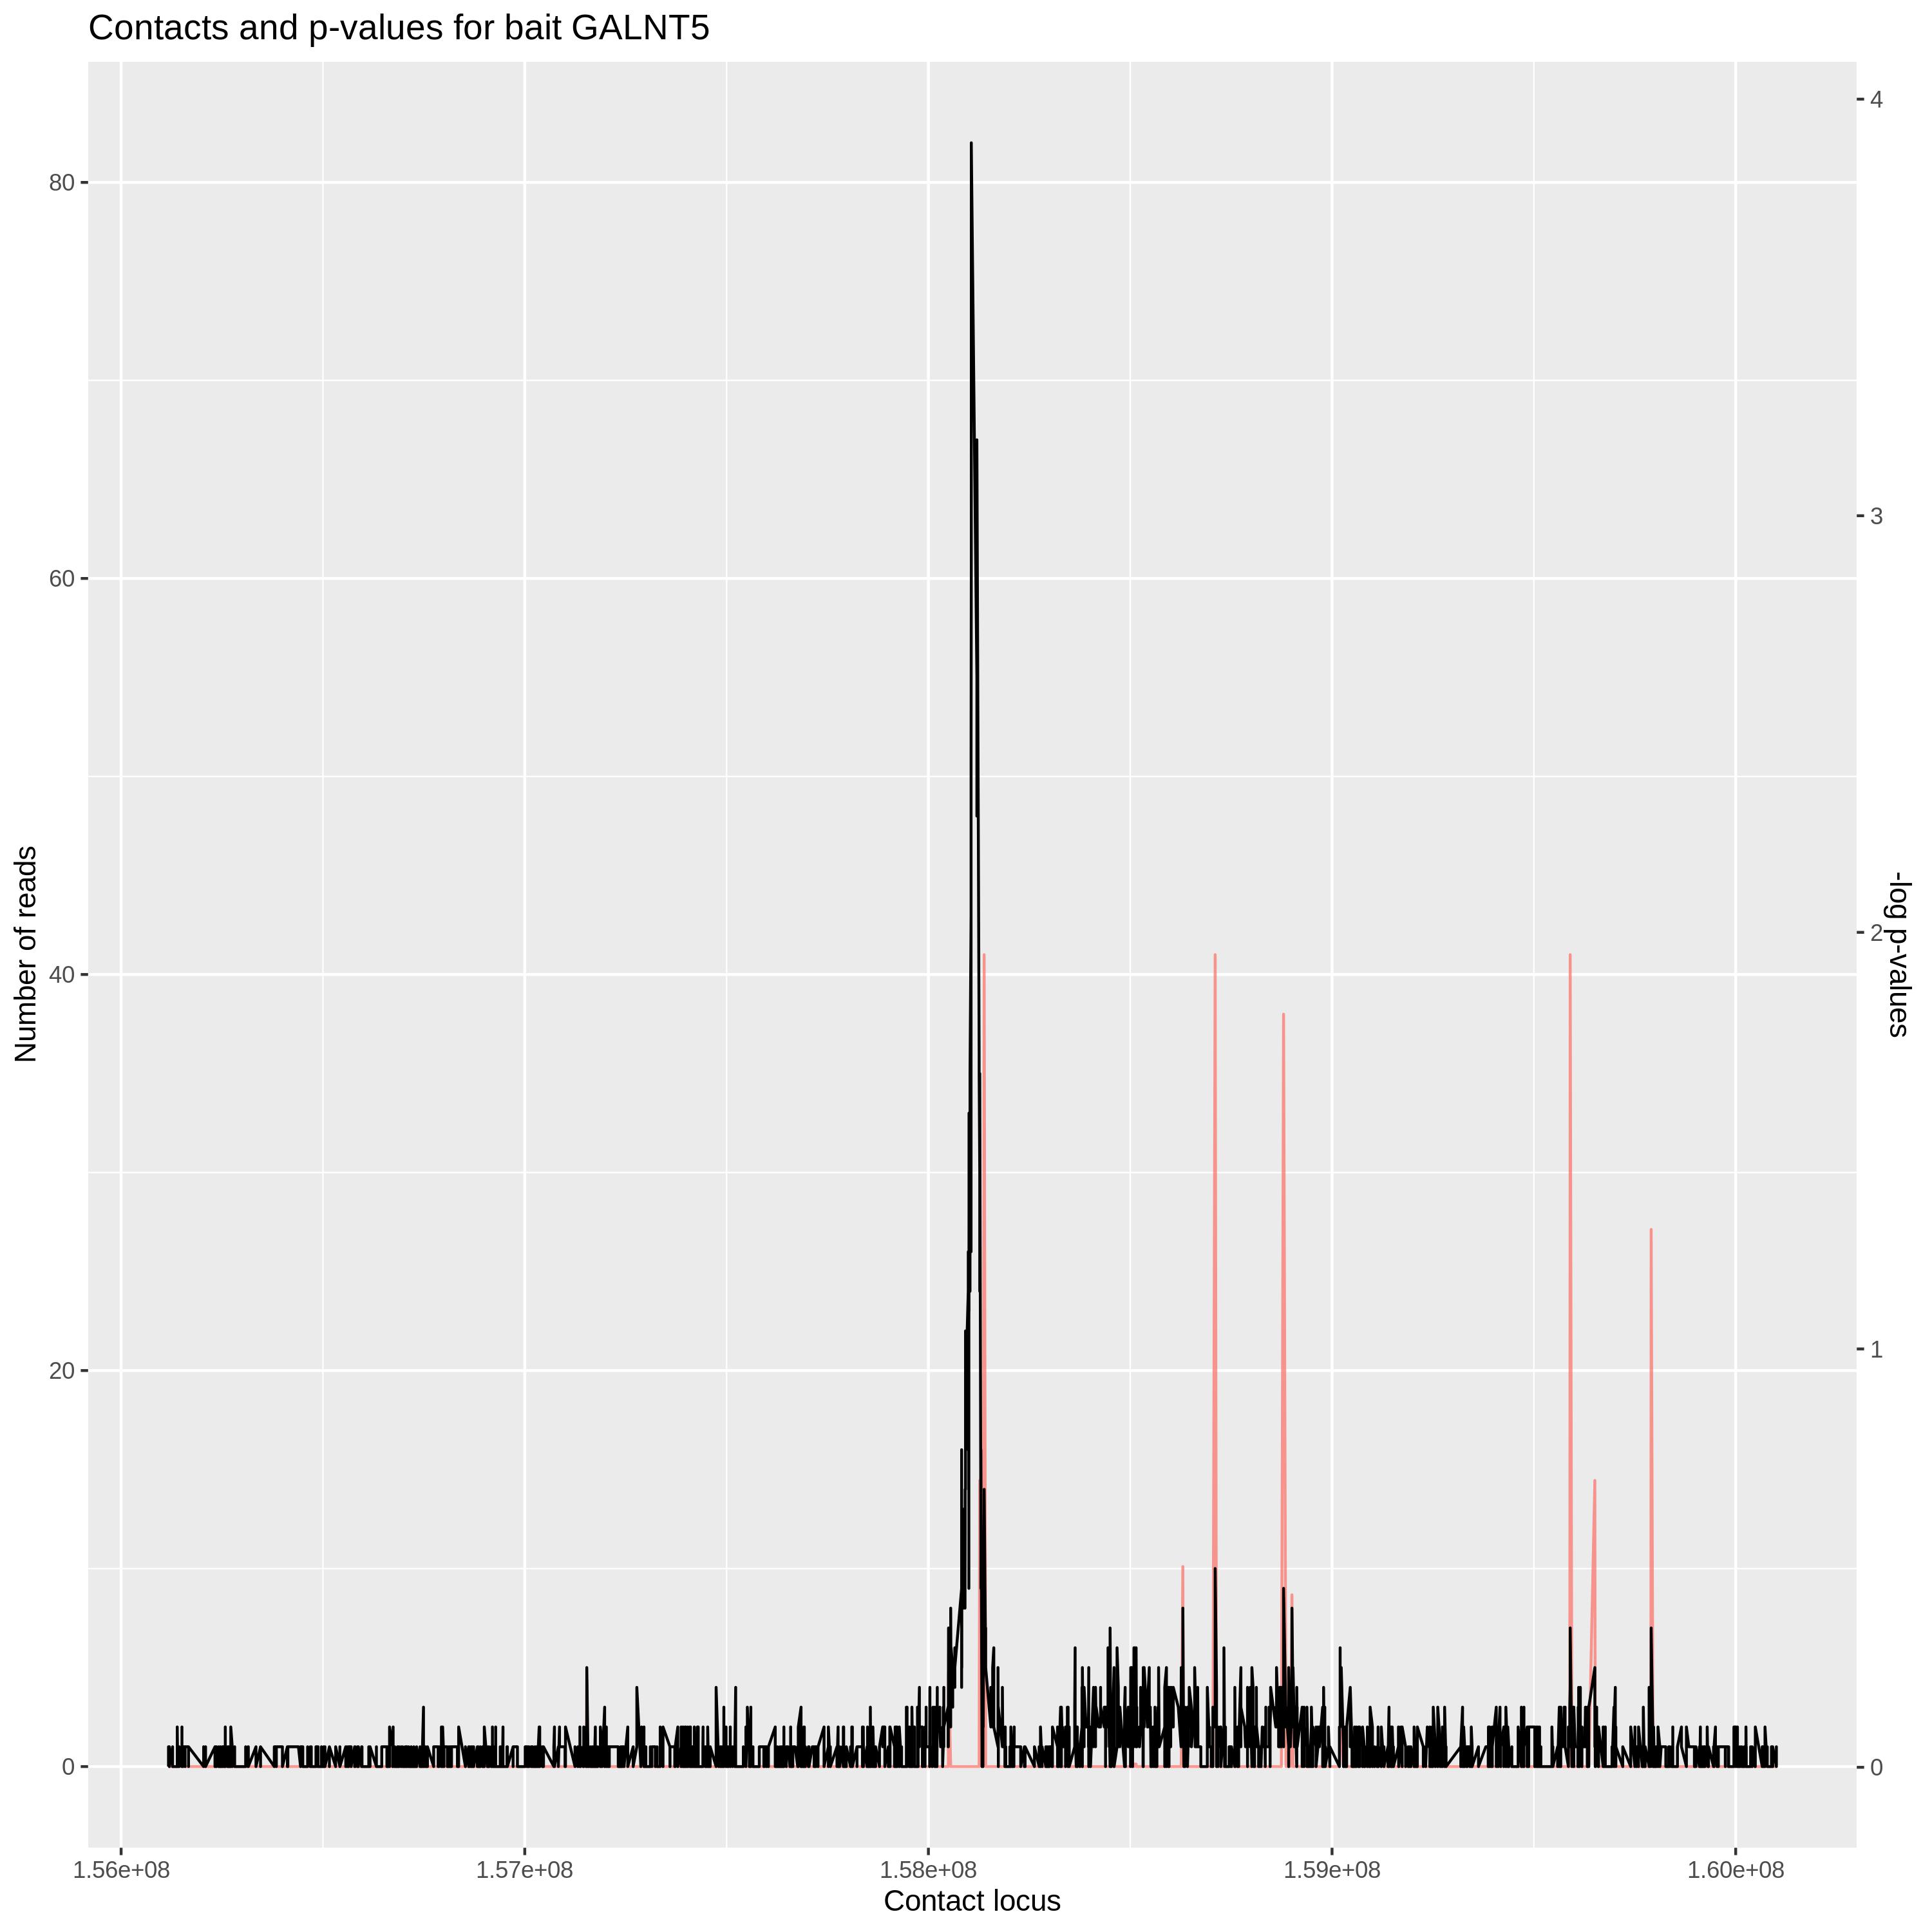 Contacts and p-values for bait GALNT5
Number of reads
80
60
40
20
0
4
3
2
1
0
-log p-values
1.56e+08
1.57e+08
1.58e+08
1.59e+08
1.60e+08
Contact locus